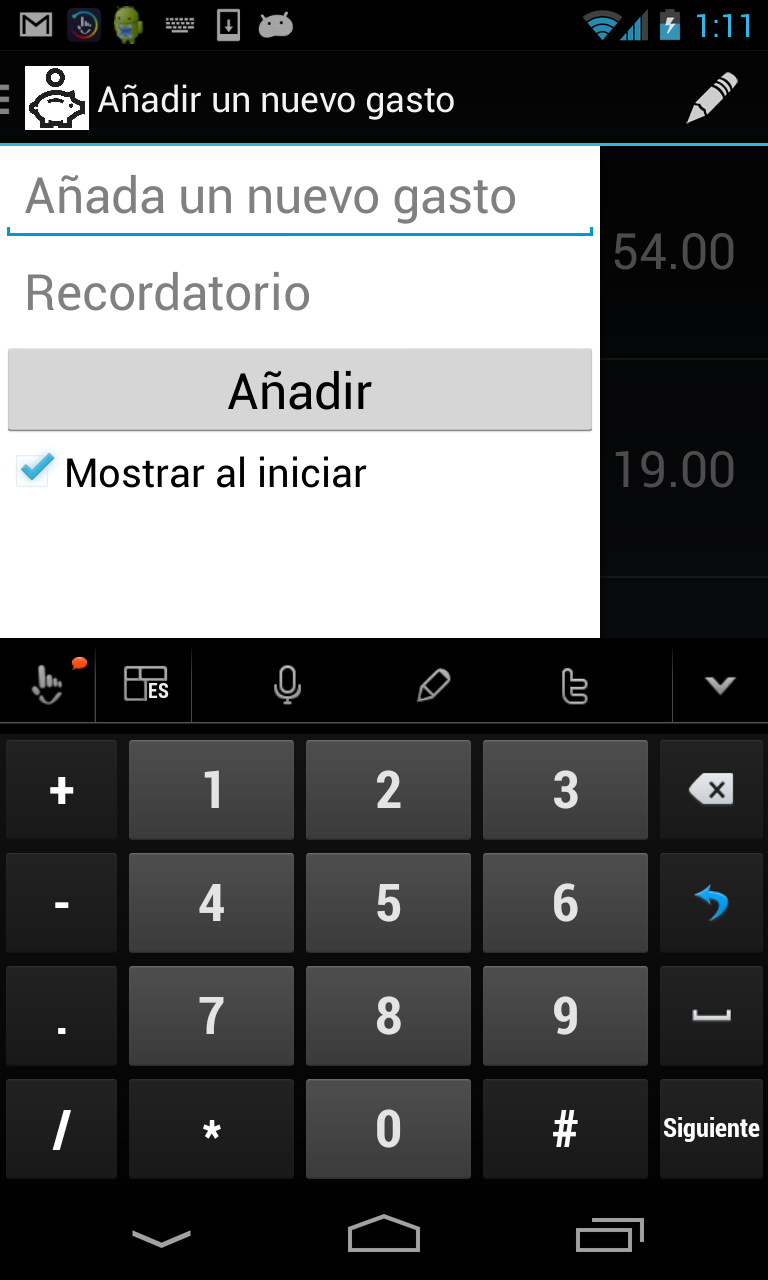 1:11
Añadir un nuevo gasto
Añada un nuevo gasto
54.00
Recordatorio
Añadir
19.00
Mostrar al iniciar
ES
+ 1 2 3
- 4 5 6
. 7 8 9
/ * 0 # Siguiente